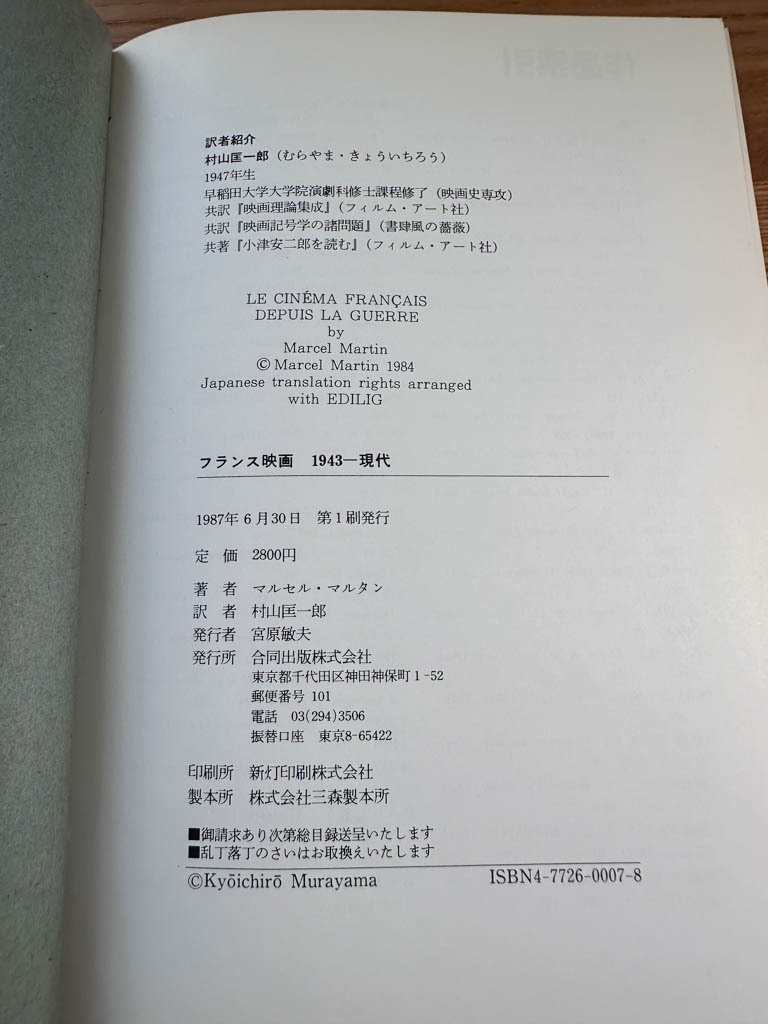 訳者紹介
村山匡一郎（むらやま・きょういちろう）
1947年生
早稲田大学大学院演劇科修士課程修了（映画史専攻）
共訳『映画理論集成』（フィルム・アート社）
共訳『映画記号学の諸問題』（書肆風の薔薇）
共著『小津安二郎を読む』（フィルム・アート社）
LE CINÉMA FRANÇAIS
DEPUIS LA GUERRE
by
Marcel Martin
©Marcel Martin 1984
Japanese translation rights arranged
with EDILIG
フランス映画　1943―現代
1987年6月30日　第1刷発行
定　価　2800円
著　者　マルセル・マルタン
訳　者　村山匡一郎
発行者　宮原敏夫
発行所　合同出版株式会社
東京都千代田区神田神保町1-52
郵便番号 101
電話　03(294)3506
振替口座　東京8-65422
印刷所　新灯印刷株式会社
製本所　株式会社三森製本所
■御請求あり次第総目録送呈いたします
■乱丁落丁のさいはお取換えいたします
©Kyōichirō Murayama　ISBN4-7726-0007-8